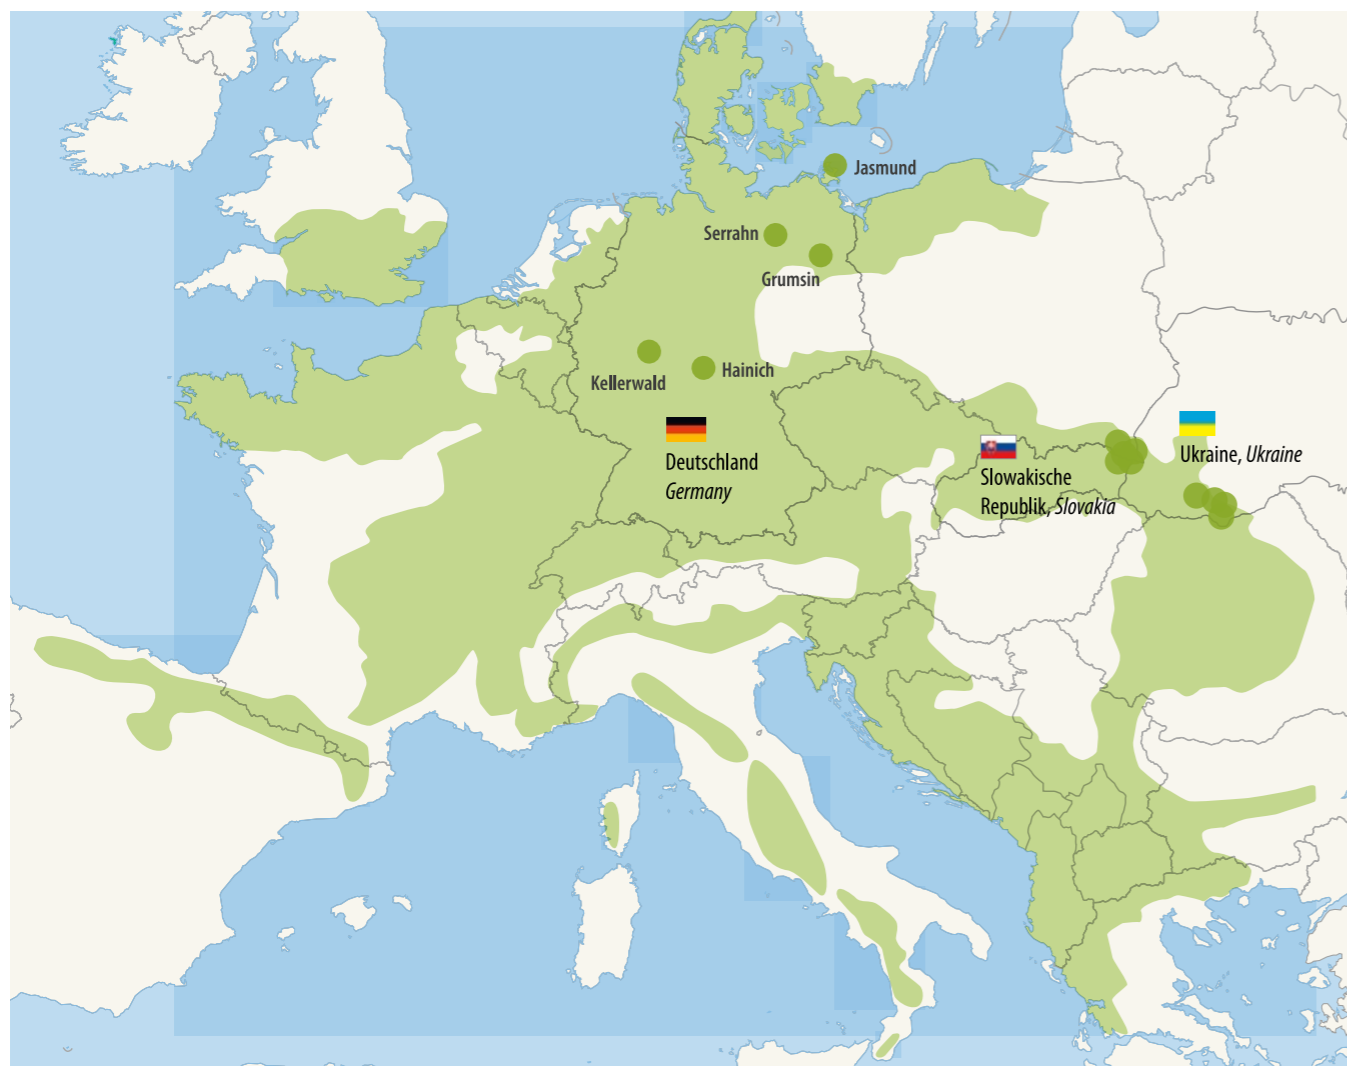 Jasmund
Serrahn
Grumsin
Kellerwald
Hainich
Deutschland
Germany
Slowakische
Republik, Slovakia
Ukraine, Ukraine